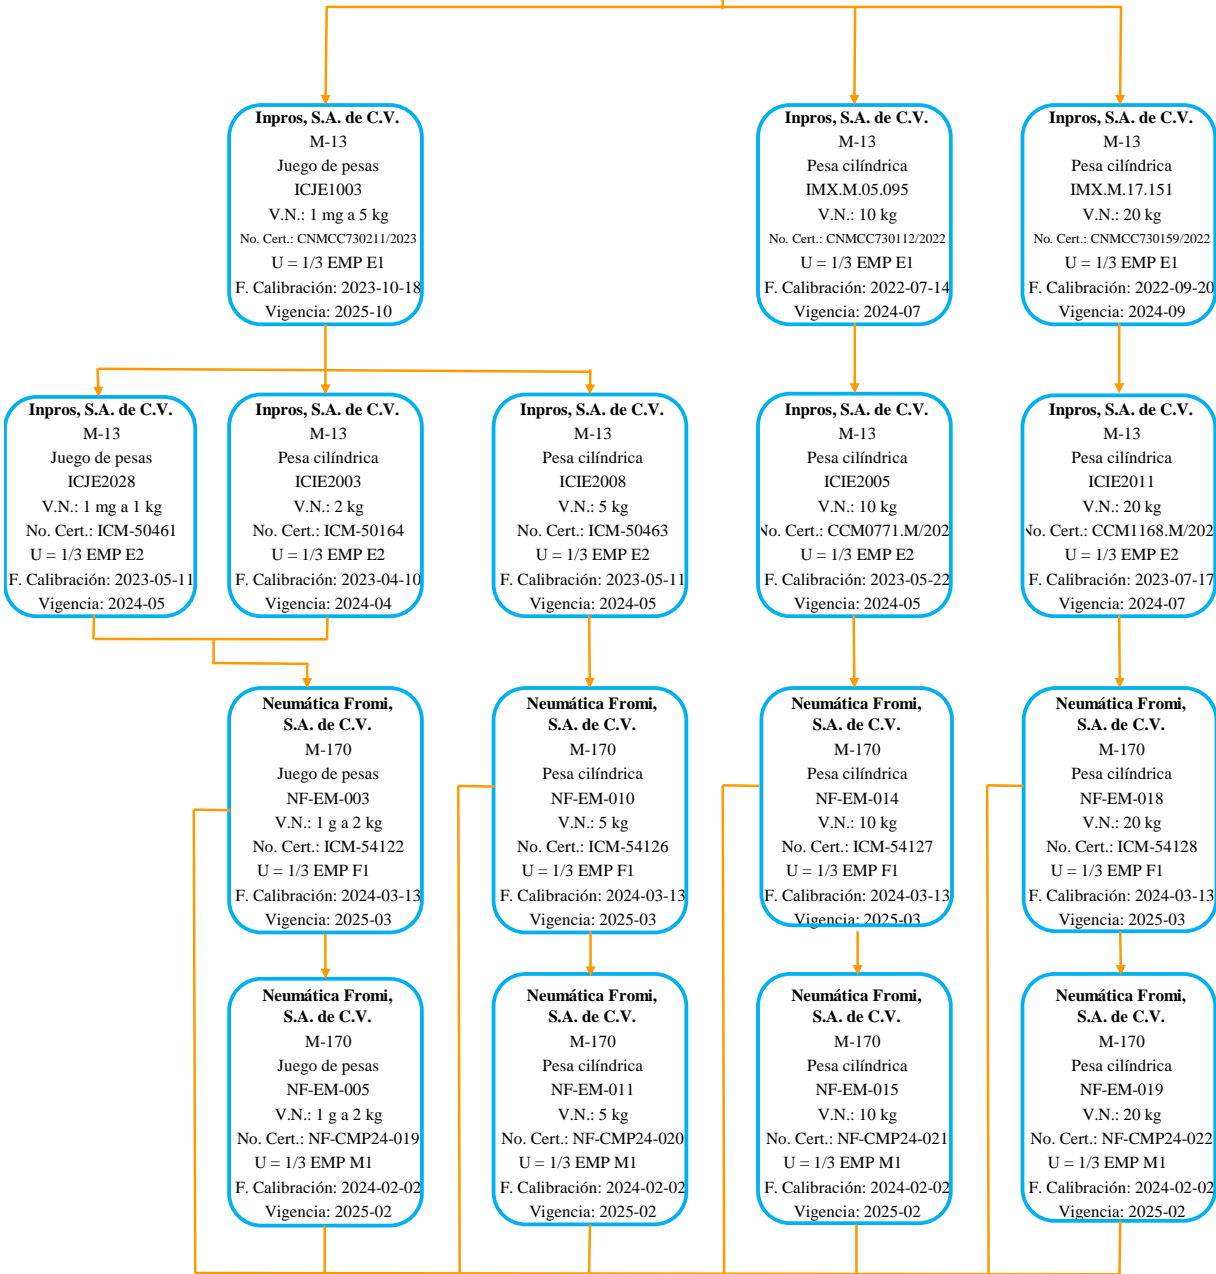 Inpros, S.A. de C.V.
M-13
Juego de pesas
ICJE1003
V.N.: 1 mg a 5 kg
No. Cert.: CNMCC730211/2023
U = 1/3 EMP E1
F. Calibración: 2023-10-18
Vigencia: 2025-10
Inpros, S.A. de C.V.
M-13
Pesa cilíndrica
IMX.M.05.095
V.N.: 10 kg
No. Cert.: CNMCC730112/2022
U = 1/3 EMP E1
F. Calibración: 2022-07-14
Vigencia: 2024-07
Inpros, S.A. de C.V.
M-13
Pesa cilíndrica
IMX.M.17.151
V.N.: 20 kg
No. Cert.: CNMCC730159/2022
U = 1/3 EMP E1
F. Calibración: 2022-09-20
Vigencia: 2024-09
Inpros, S.A. de C.V.
M-13
Juego de pesas
ICJE2028
V.N.: 1 mg a 1 kg
No. Cert.: ICM-50461
U = 1/3 EMP E2
F. Calibración: 2023-05-11
Vigencia: 2024-05
Inpros, S.A. de C.V.
M-13
Pesa cilíndrica
ICIE2003
V.N.: 2 kg
No. Cert.: ICM-50164
U = 1/3 EMP E2
F. Calibración: 2023-04-10
Vigencia: 2024-04
Inpros, S.A. de C.V.
M-13
Pesa cilíndrica
ICIE2008
V.N.: 5 kg
No. Cert.: ICM-50463
U = 1/3 EMP E2
F. Calibración: 2023-05-11
Vigencia: 2024-05
Inpros, S.A. de C.V.
M-13
Pesa cilíndrica
ICIE2005
V.N.: 10 kg
No. Cert.: CCM0771.M/202
U = 1/3 EMP E2
F. Calibración: 2023-05-22
Vigencia: 2024-05
Inpros, S.A. de C.V.
M-13
Pesa cilíndrica
ICIE2011
V.N.: 20 kg
No. Cert.: CCM1168.M/202
U = 1/3 EMP E2
F. Calibración: 2023-07-17
Vigencia: 2024-07
Neumática Fromi,
S.A. de C.V.
M-170
Juego de pesas
NF-EM-003
V.N.: 1 g a 2 kg
No. Cert.: ICM-54122
U = 1/3 EMP F1
F. Calibración: 2024-03-13
Vigencia: 2025-03
Neumática Fromi,
S.A. de C.V.
M-170
Pesa cilíndrica
NF-EM-010
V.N.: 5 kg
No. Cert.: ICM-54126
U = 1/3 EMP F1
F. Calibración: 2024-03-13
Vigencia: 2025-03
Neumática Fromi,
S.A. de C.V.
M-170
Pesa cilíndrica
NF-EM-014
V.N.: 10 kg
No. Cert.: ICM-54127
U = 1/3 EMP F1
F. Calibración: 2024-03-13
Vigencia: 2025-03
Neumática Fromi,
S.A. de C.V.
M-170
Pesa cilíndrica
NF-EM-018
V.N.: 20 kg
No. Cert.: ICM-54128
U = 1/3 EMP F1
F. Calibración: 2024-03-13
Vigencia: 2025-03
Neumática Fromi,
S.A. de C.V.
M-170
Juego de pesas
NF-EM-005
V.N.: 1 g a 2 kg
No. Cert.: NF-CMP24-019
U = 1/3 EMP M1
F. Calibración: 2024-02-02
Vigencia: 2025-02
Neumática Fromi,
S.A. de C.V.
M-170
Pesa cilíndrica
NF-EM-011
V.N.: 5 kg
No. Cert.: NF-CMP24-020
U = 1/3 EMP M1
F. Calibración: 2024-02-02
Vigencia: 2025-02
Neumática Fromi,
S.A. de C.V.
M-170
Pesa cilíndrica
NF-EM-015
V.N.: 10 kg
No. Cert.: NF-CMP24-021
U = 1/3 EMP M1
F. Calibración: 2024-02-02
Vigencia: 2025-02
Neumática Fromi,
S.A. de C.V.
M-170
Pesa cilíndrica
NF-EM-019
V.N.: 20 kg
No. Cert.: NF-CMP24-022
U = 1/3 EMP M1
F. Calibración: 2024-02-02
Vigencia: 2025-02